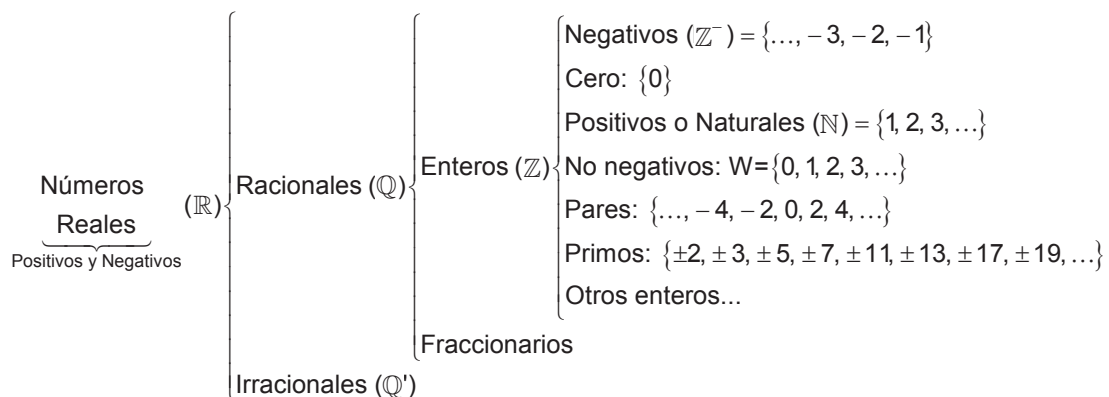 Negativos (ℤ⁻) = {…, − 3, − 2, −1}
Cero: {0}
Positivos o Naturales (ℕ) = {1, 2, 3, …}
Enteros (ℤ)
No negativos: W={0, 1, 2, 3, …}
Números
Reales
Positivos y Negativos
(ℝ)
Racionales (ℚ)
Pares: {…, − 4, − 2, 0, 2, 4, …}
Primos: {±2, ± 3, ± 5, ± 7, ± 11, ± 13, ± 17, ± 19, …}
Otros enteros...
Fraccionarios
Irracionales (ℚ')